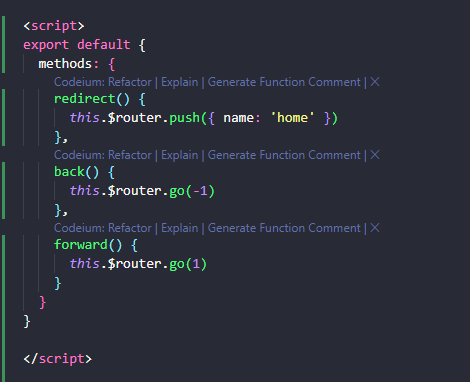 <script>
export default {
  methods: {
    Codeium: Refactor | Explain | Generate Function Comment | ✕
    redirect() {
      this.$router.push({ name: 'home' })
    },
    Codeium: Refactor | Explain | Generate Function Comment | ✕
    back() {
      this.$router.go(-1)
    },
    Codeium: Refactor | Explain | Generate Function Comment | ✕
    forward() {
      this.$router.go(1)
    }
  }
}
</script>